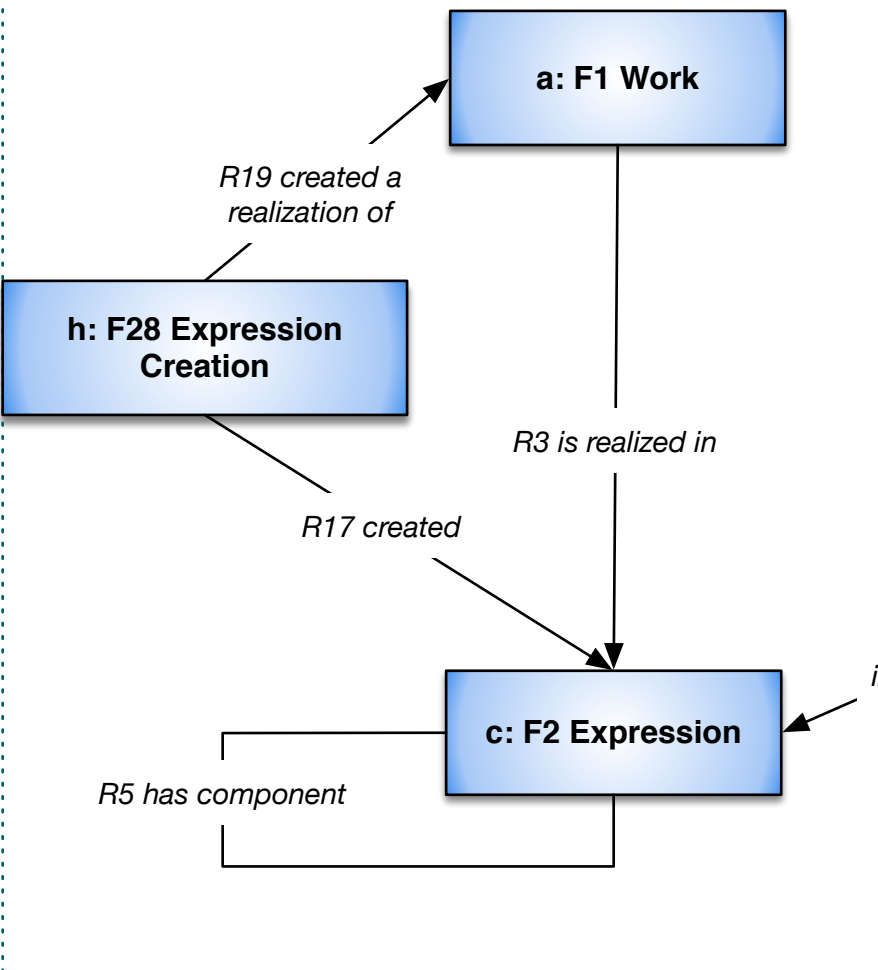 a: F1 Work
R19 created a
realization of
h: F28 Expression
Creation
R3 is realized in
R17 created
c: F2 Expression
R5 has component